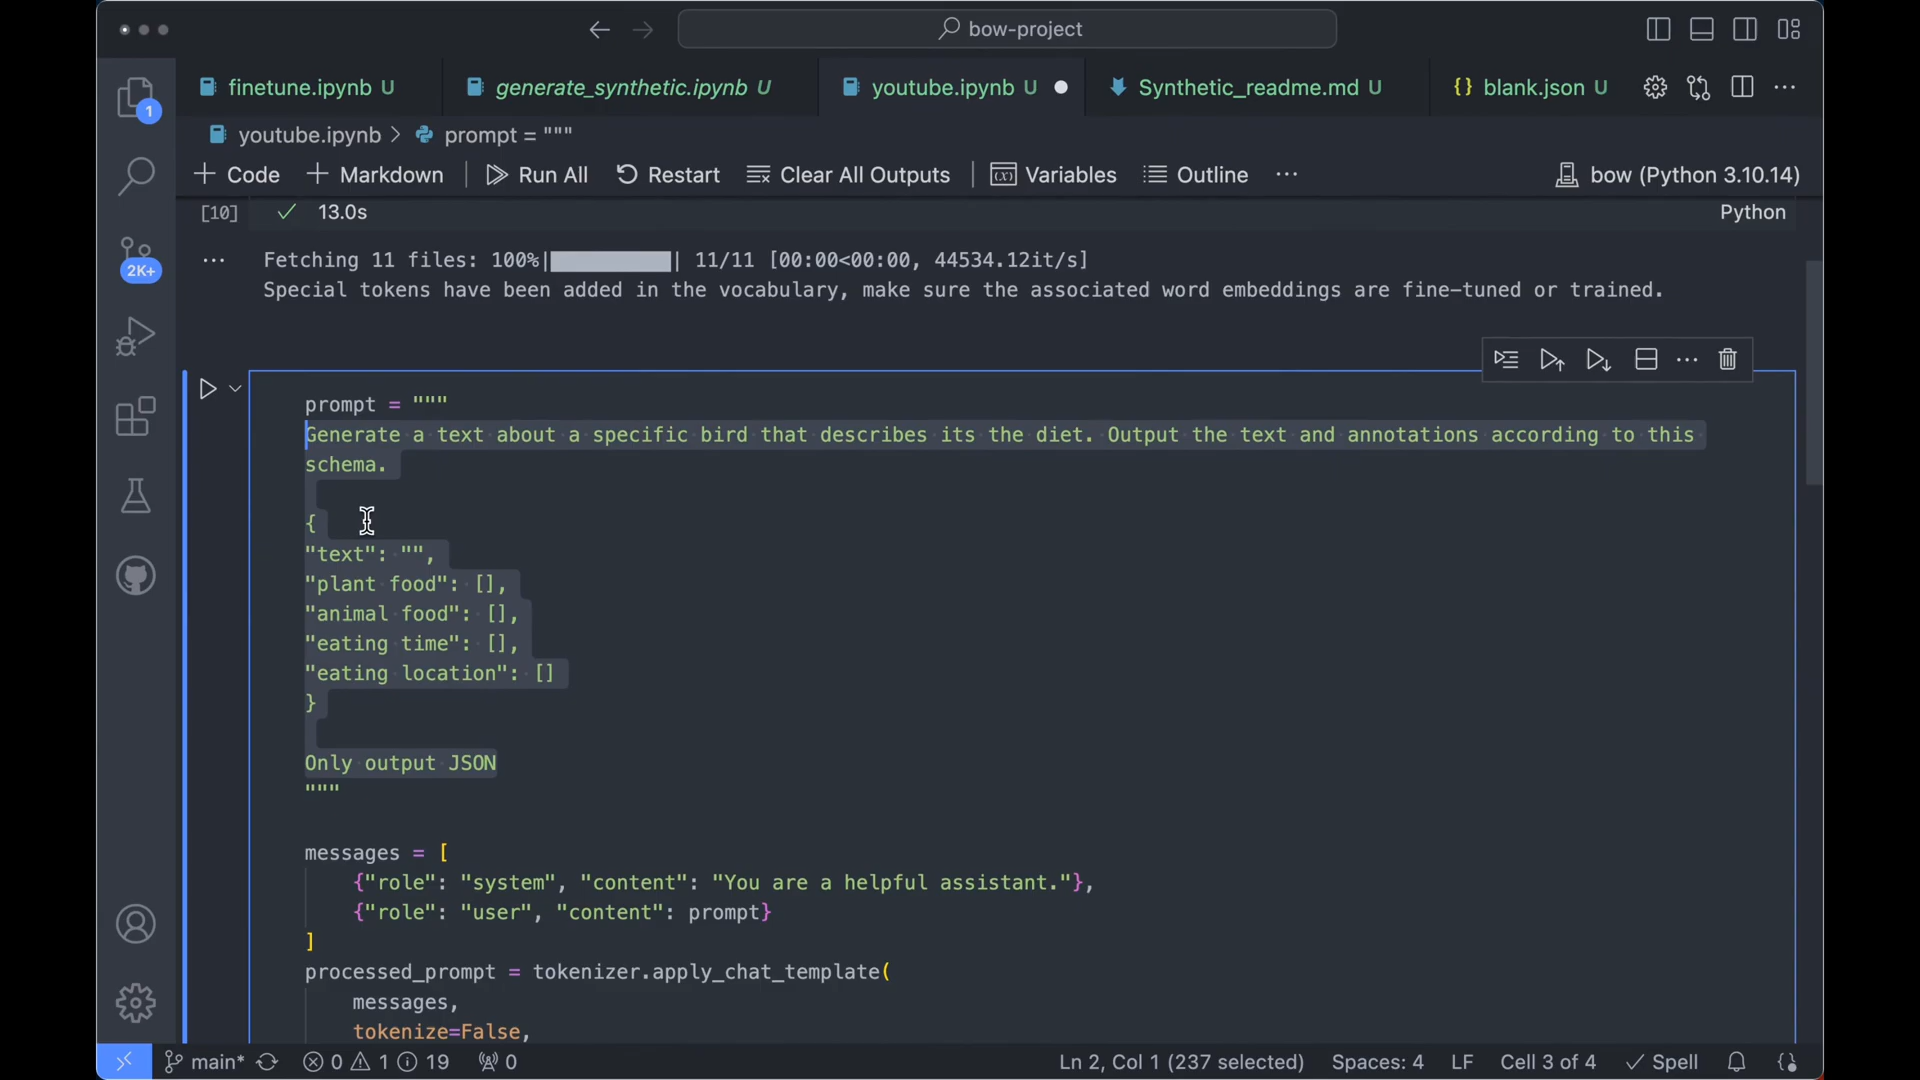 bow-project
finetune.ipynb U
generate_synthetic.ipynb U
youtube.ipynb U
Synthetic_readme.md U
{} blank.json U
1
youtube.ipynb > prompt = """
+ Code + Markdown | Run All Restart Clear All Outputs | Variables Outline ... bow (Python 3.10.14)
[10] ✓ 13.0s Python
2K+
... Fetching 11 files: 100%|██████████| 11/11 [00:00<00:00, 44534.12it/s]
Special tokens have been added in the vocabulary, make sure the associated word embeddings are fine-tuned or trained.
prompt = """
Generate a text about a specific bird that describes its the diet. Output the text and annotations according to this
schema.
{
"text": "",
"plant food": [],
"animal food": [],
"eating time": [],
"eating location": []
}
Only output JSON
"""
messages = [
{"role": "system", "content": "You are a helpful assistant."},
{"role": "user", "content": prompt}
]
processed_prompt = tokenizer.apply_chat_template(
messages,
tokenize=False,
main* 0 1 19 0 Ln 2, Col 1 (237 selected) Spaces: 4 LF Cell 3 of 4 ✓ Spell